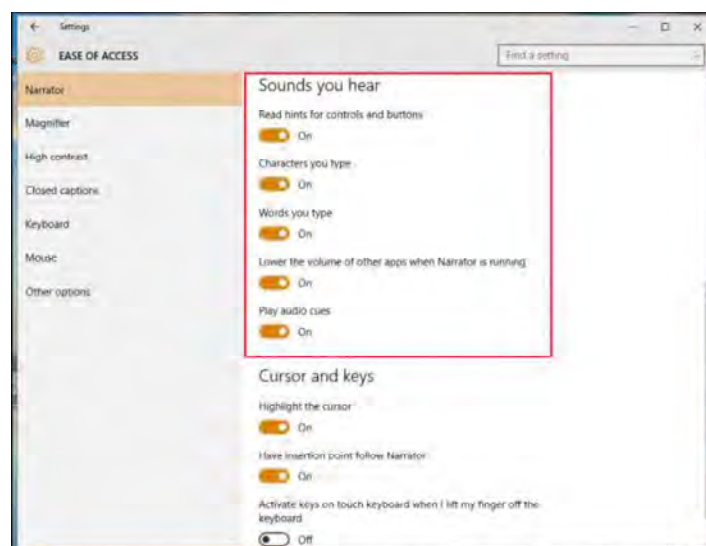 Settings
EASE OF ACCESS
Find a setting
Narrator
Magnifier
High contrast
Closed captions
Keyboard
Mouse
Other options
Sounds you hear
Read hints for controls and buttons
On
Characters you type
On
Words you type
On
Lower the volume of other apps when Narrator is running
On
Play audio cues
On
Cursor and keys
Highlight the cursor
On
Have insertion point follow Narrator
On
Activate keys on touch keyboard when I lift my finger off the
keyboard
Off